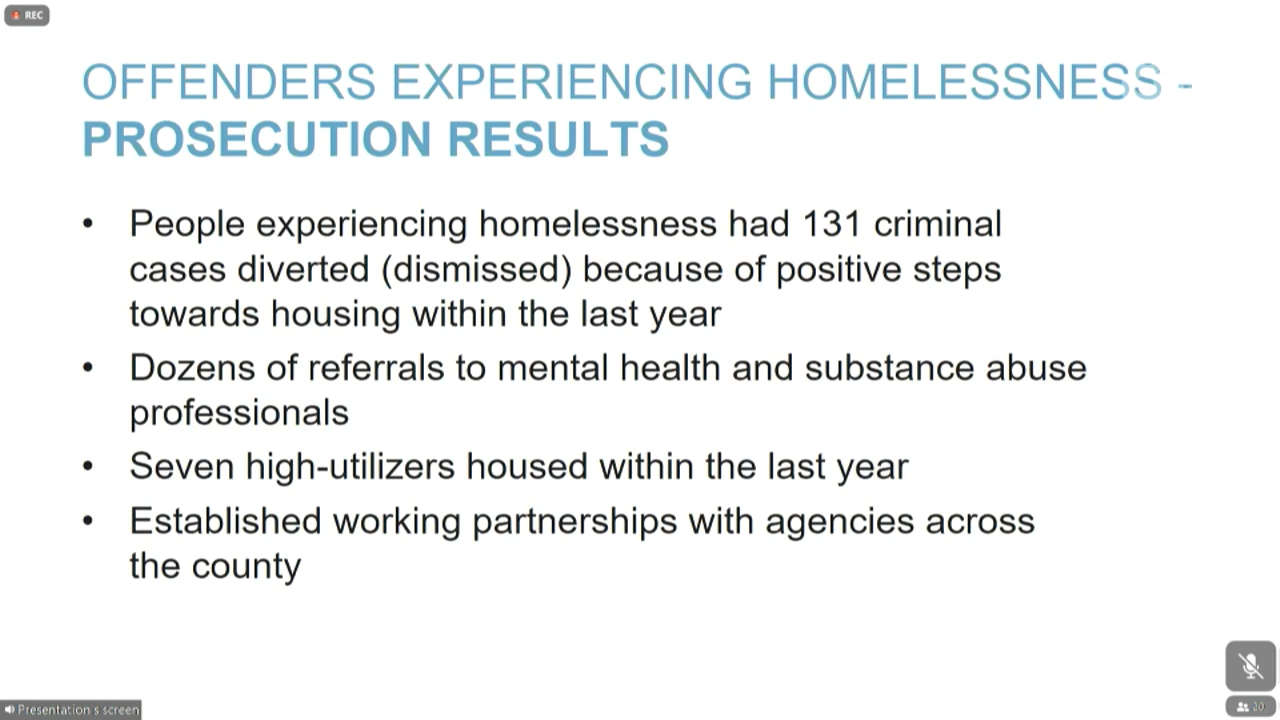 REC
OFFENDERS EXPERIENCING HOMELESSNESS -
PROSECUTION RESULTS
• People experiencing homelessness had 131 criminal
cases diverted (dismissed) because of positive steps
towards housing within the last year
• Dozens of referrals to mental health and substance abuse
professionals
• Seven high-utilizers housed within the last year
• Established working partnerships with agencies across
the county
Presentation s screen
20